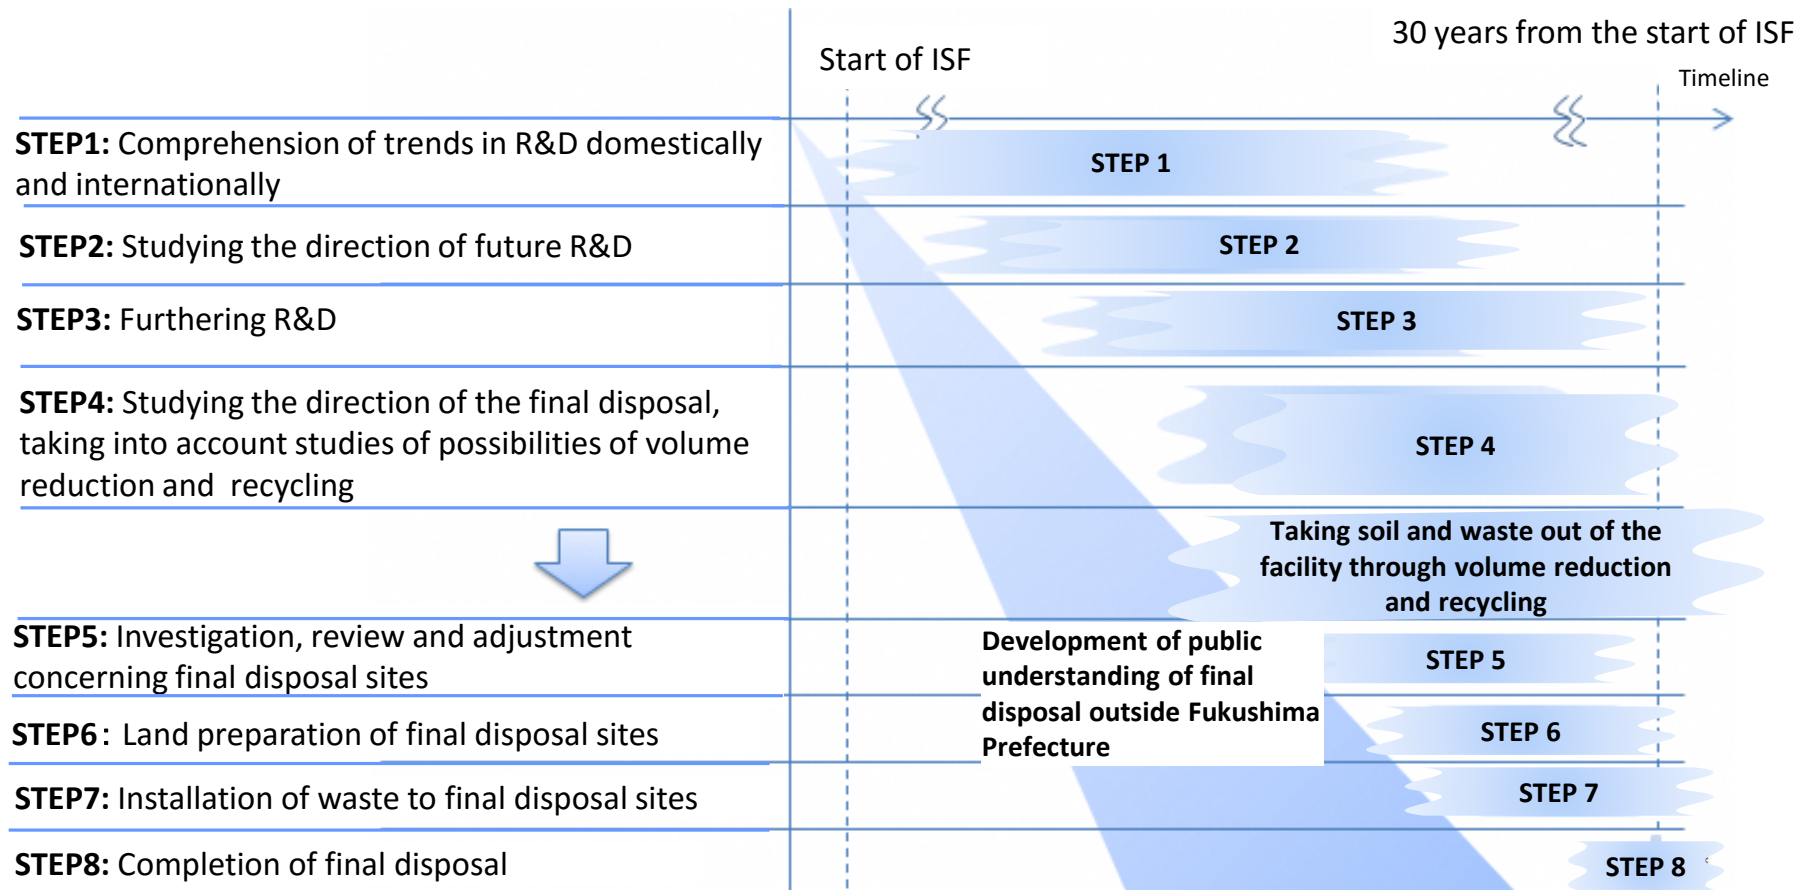 30 years from the start of ISF
Start of ISF
Timeline
STEP1: Comprehension of trends in R&D domestically
and internationally
STEP 1
STEP2: Studying the direction of future R&D
STEP 2
STEP3: Furthering R&D
STEP 3
STEP4: Studying the direction of the final disposal,
taking into account studies of possibilities of volume
reduction and recycling
STEP 4
Taking soil and waste out of the
facility through volume reduction
and recycling
STEP5: Investigation, review and adjustment
concerning final disposal sites
Development of public
understanding of final
disposal outside Fukushima
Prefecture
STEP 5
STEP6: Land preparation of final disposal sites
STEP 6
STEP7: Installation of waste to final disposal sites
STEP 7
STEP8: Completion of final disposal
STEP 8